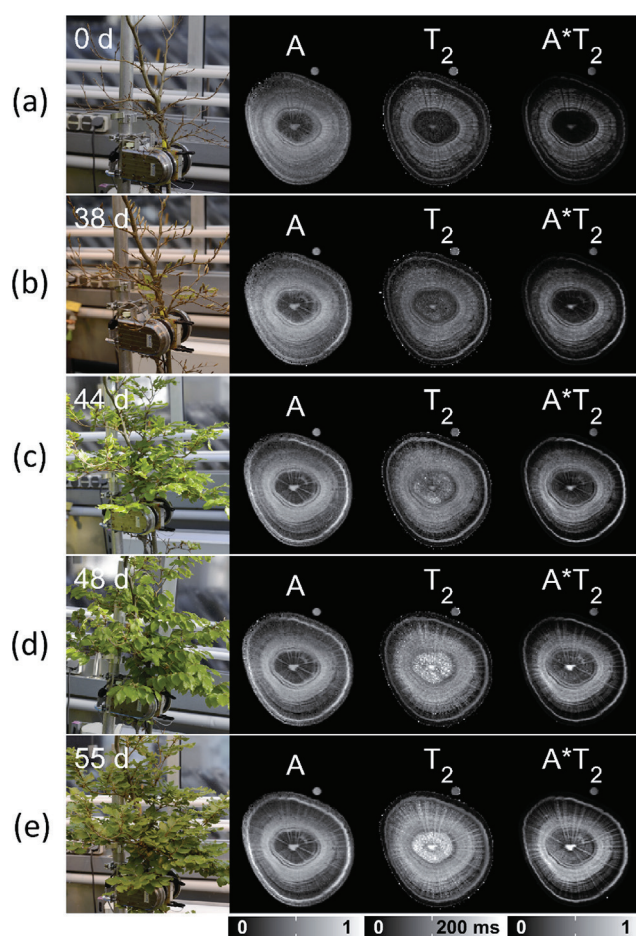 0 d A T2 A*T2
(a)
38 d A T2 A*T2
(b)
44 d A T2 A*T2
(c)
48 d A T2 A*T2
(d)
55 d A T2 A*T2
(e)
0 1 0 200 ms 0 1